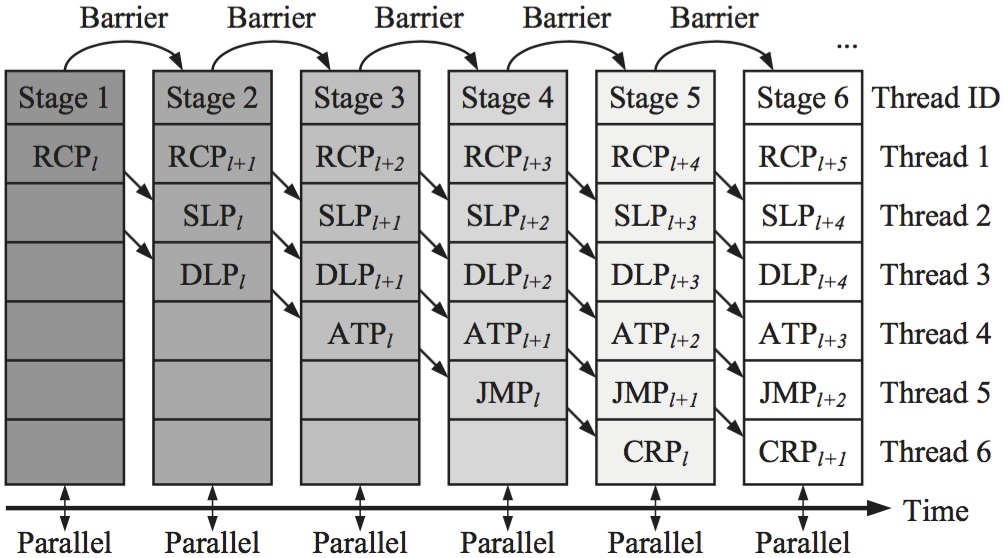 Barrier Barrier Barrier Barrier Barrier ...
Stage 1 Stage 2 Stage 3 Stage 4 Stage 5 Stage 6 Thread ID
RCPl RCPl+1 RCPl+2 RCPl+3 RCPl+4 RCPl+5 Thread 1
SLPl SLPl+1 SLPl+2 SLPl+3 SLPl+4 Thread 2
DLPl DLPl+1 DLPl+2 DLPl+3 DLPl+4 Thread 3
ATPl ATPl+1 ATPl+2 ATPl+3 Thread 4
JMPl JMPl+1 JMPl+2 Thread 5
CRPl CRPl+1 Thread 6
Time
Parallel Parallel Parallel Parallel Parallel Parallel